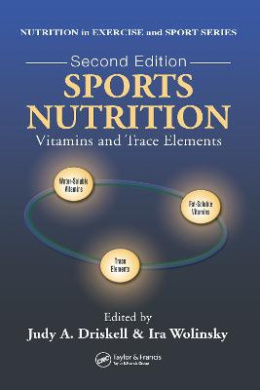 NUTRITION in EXERCISE and SPORT SERIES
Second Edition
SPORTS
NUTRITION
Vitamins and Trace Elements
Water-Soluble
Vitamins
Fat-Soluble
Vitamins
Trace
Elements
Edited by
Judy A. Driskell & Ira Wolinsky
Taylor & Francis